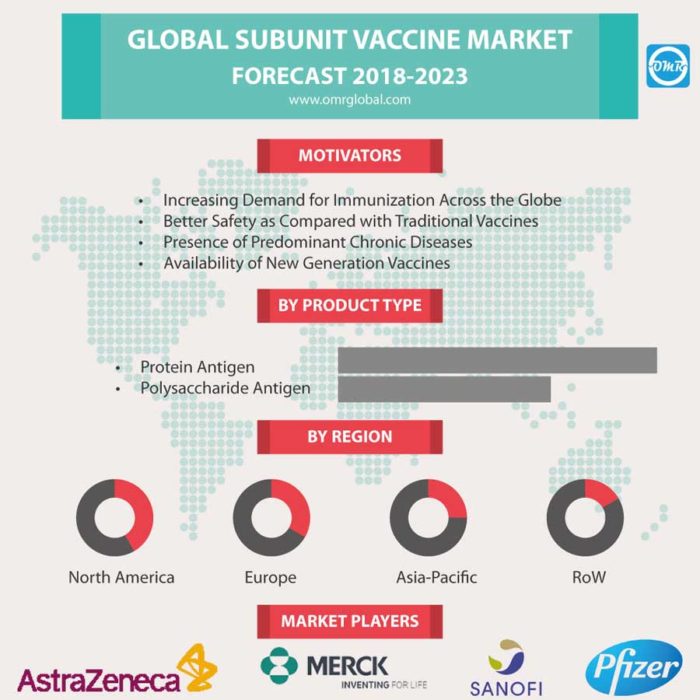 GLOBAL SUBUNIT VACCINE MARKET
FORECAST 2018-2023
www.omrglobal.com
OMR
MOTIVATORS
• Increasing Demand for Immunization Across the Globe
• Better Safety as Compared with Traditional Vaccines
• Presence of Predominant Chronic Diseases
• Availability of New Generation Vaccines
BY PRODUCT TYPE
• Protein Antigen
• Polysaccharide Antigen
BY REGION
North America
Europe
Asia-Pacific
RoW
MARKET PLAYERS
AstraZeneca
MERCK
INVENTING FOR LIFE
SANOFI
Pfizer